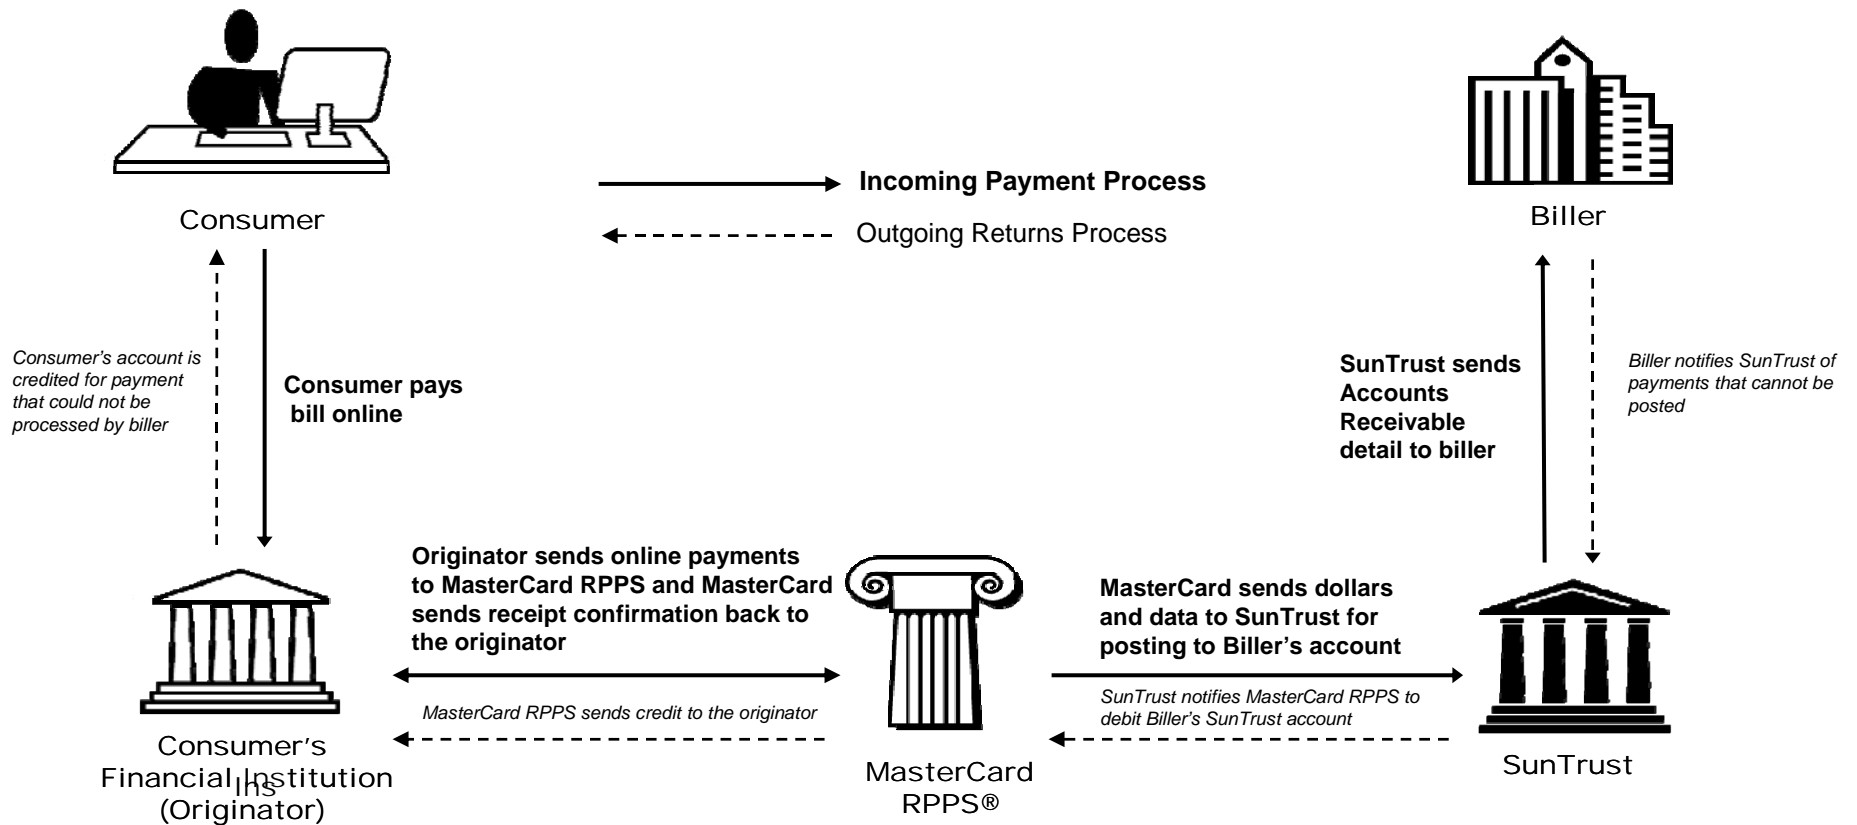 Consumer
Incoming Payment Process
Outgoing Returns Process
Biller
Consumer’s account is
credited for payment
that could not be
processed by biller
Consumer pays
bill online
SunTrust sends
Accounts
Receivable
detail to biller
Biller notifies SunTrust of
payments that cannot be
posted
Originator sends online payments
to MasterCard RPPS and MasterCard
sends receipt confirmation back to
the originator
MasterCard RPPS sends credit to the originator
MasterCard sends dollars
and data to SunTrust for
posting to Biller’s account
SunTrust notifies MasterCard RPPS to
debit Biller’s SunTrust account
Consumer’s
Financial Institution
Ins
(Originator)
MasterCard
RPPS®
SunTrust